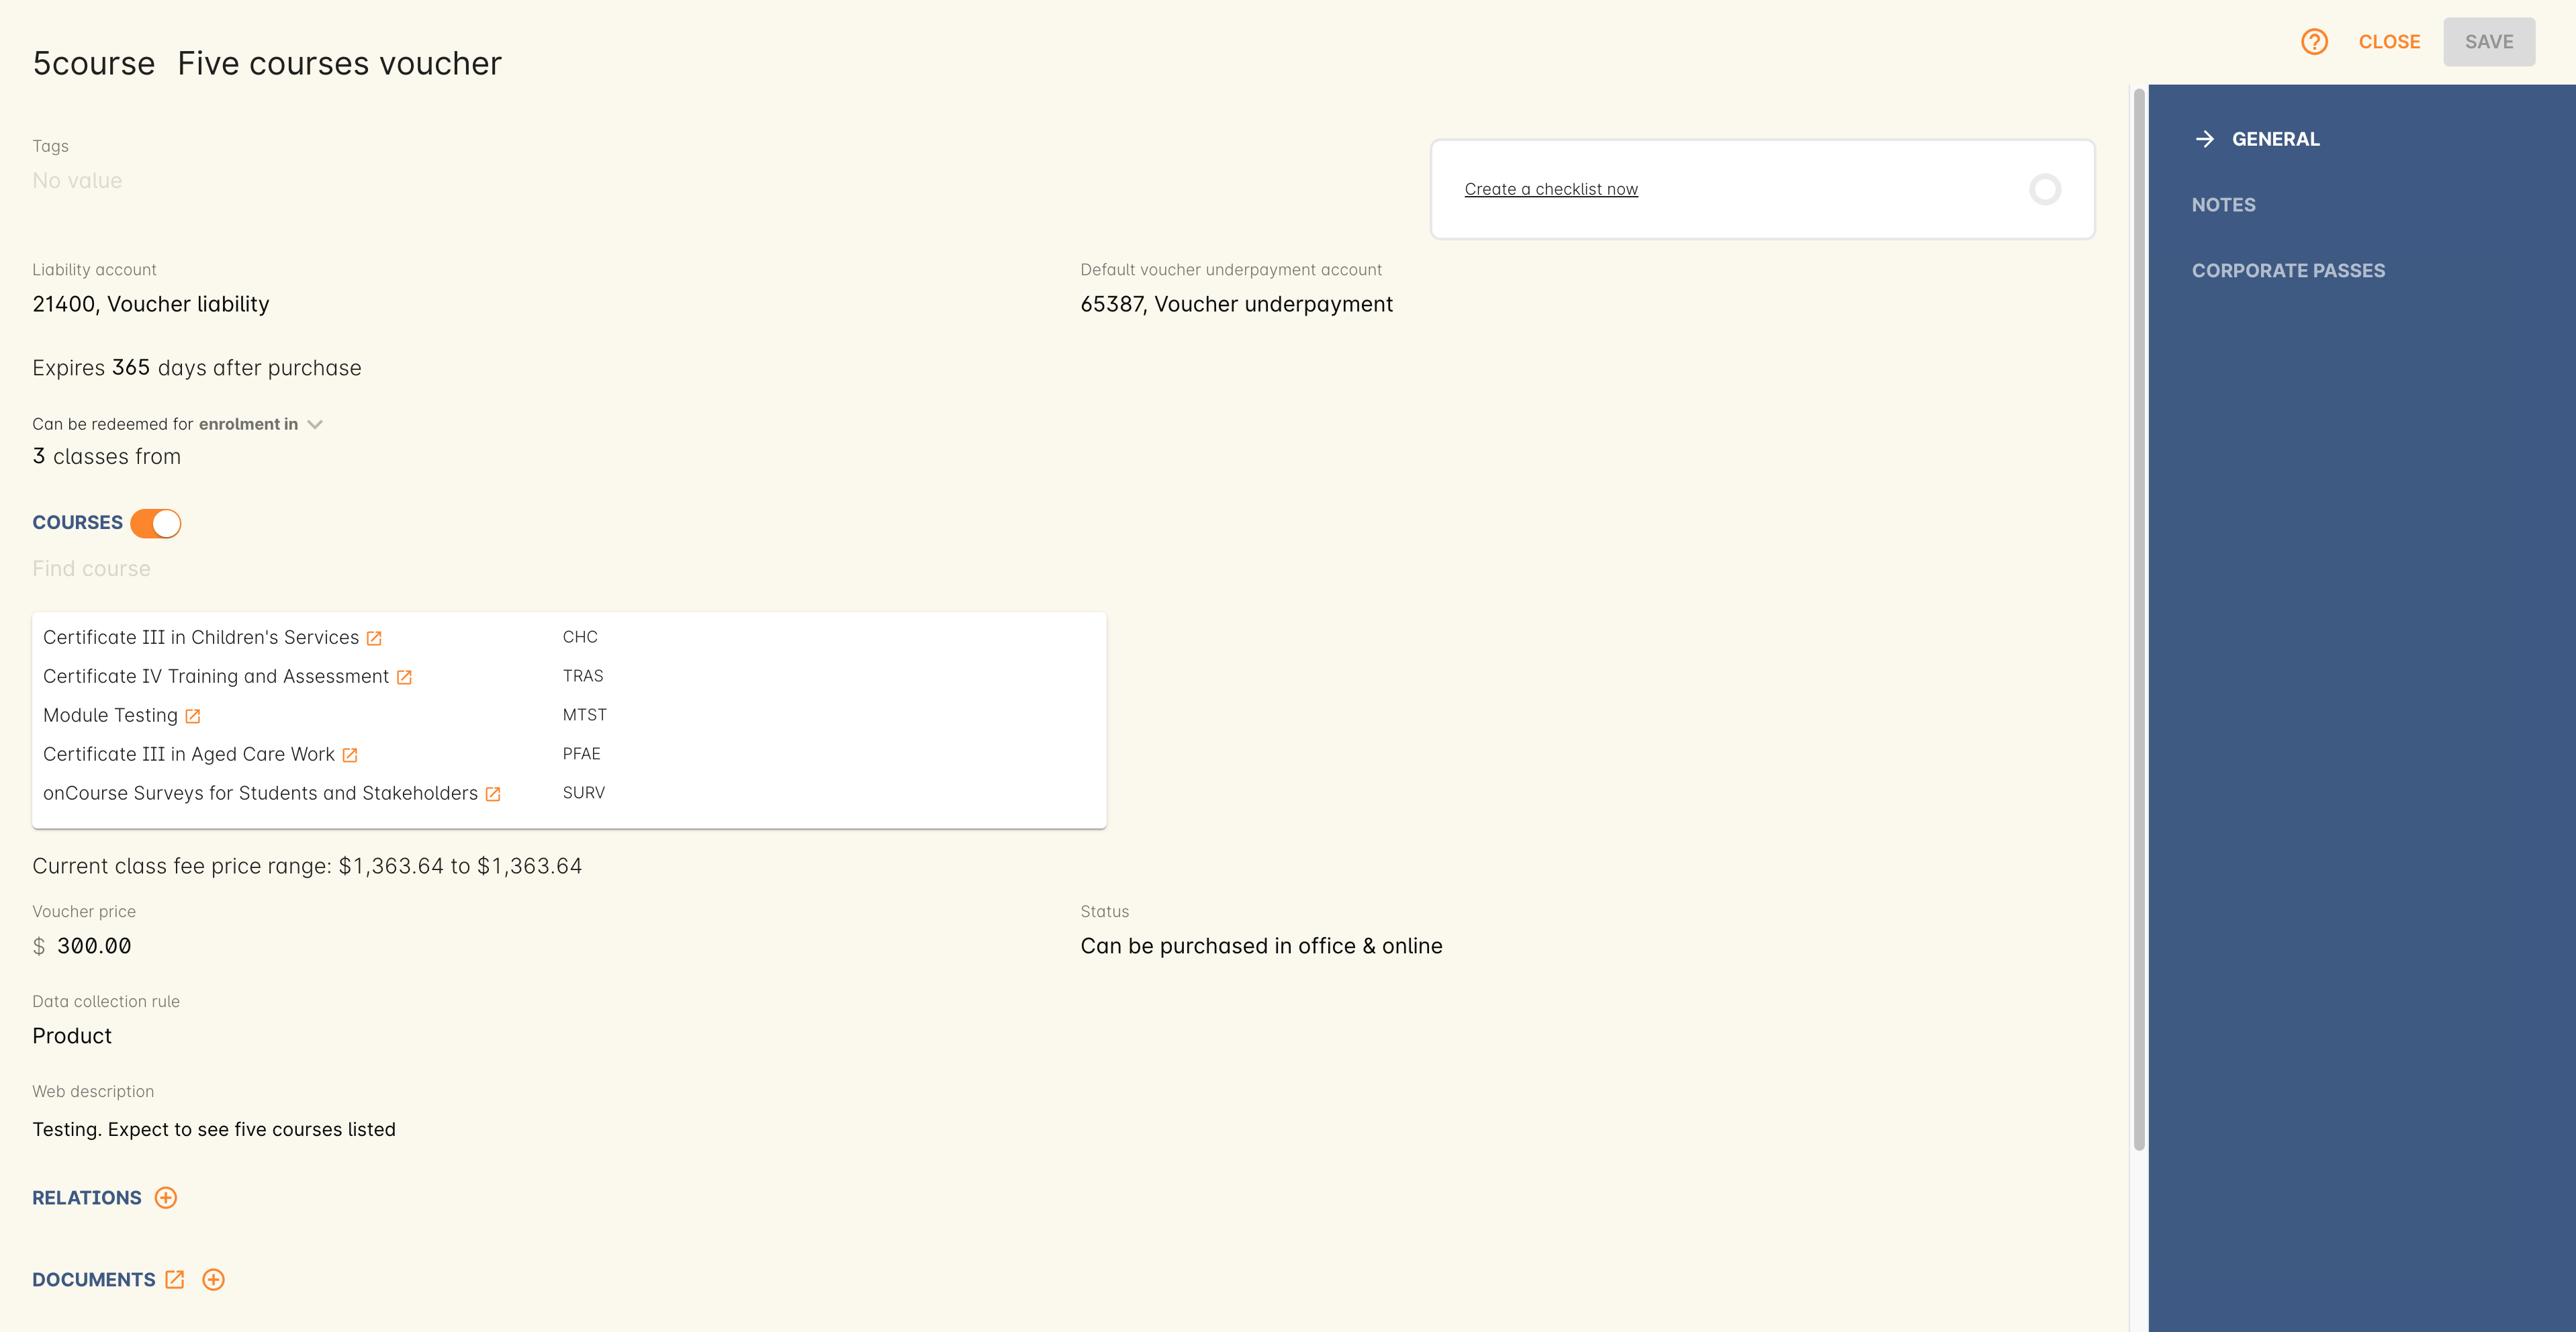 5course Five courses voucher
CLOSE
SAVE
Tags
No value
Create a checklist now
GENERAL
NOTES
CORPORATE PASSES
Liability account
21400, Voucher liability
Default voucher underpayment account
65387, Voucher underpayment
Expires 365 days after purchase
Can be redeemed for enrolment in
3 classes from
COURSES
Find course
Certificate III in Children's Services CHC
Certificate IV Training and Assessment TRAS
Module Testing MTST
Certificate III in Aged Care Work PFAE
onCourse Surveys for Students and Stakeholders SURV
Current class fee price range: $1,363.64 to $1,363.64
Voucher price
$ 300.00
Status
Can be purchased in office & online
Data collection rule
Product
Web description
Testing. Expect to see five courses listed
RELATIONS
DOCUMENTS